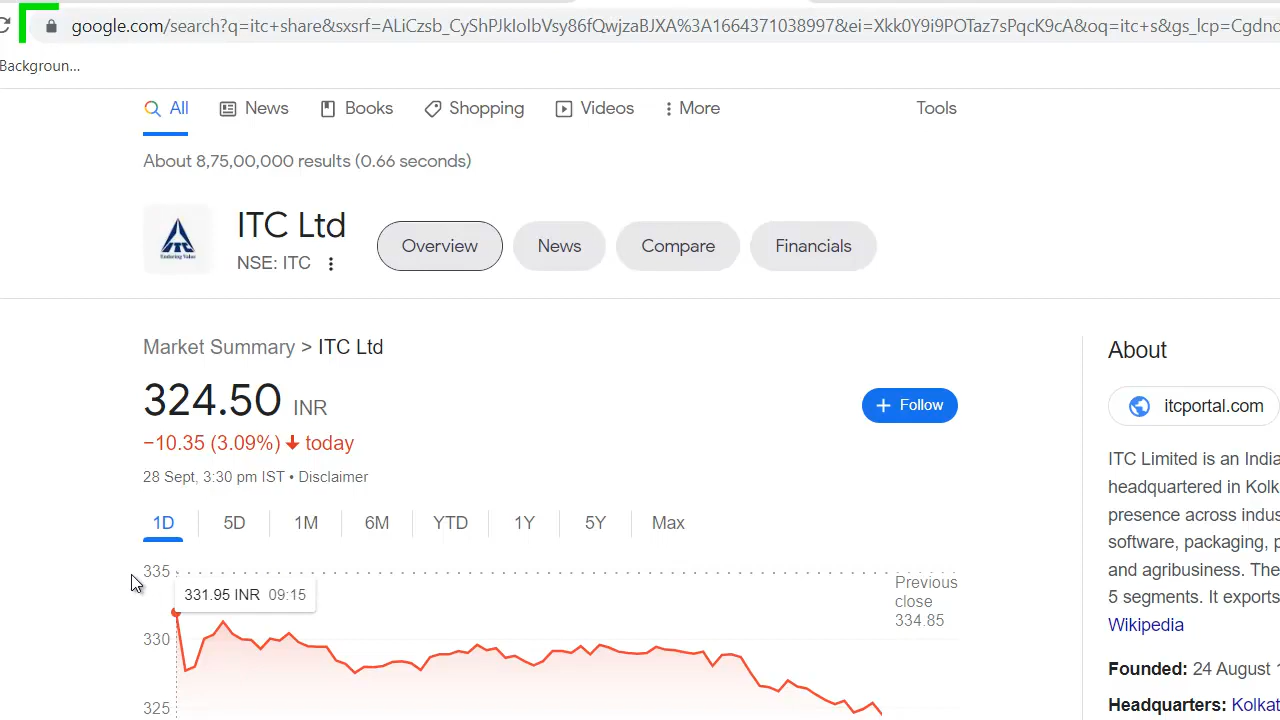 google.com/search?q=itc+share&sxsrf=ALiCzsb_CyShPJkIoIbVsy86fQwjzaBJXA%3A1664371038997&ei=Xkk0Y9i9POTaz7sPqcK9cA&oq=itc+s&gs_lcp=Cgdnd
Backgroun...
All News Books Shopping Videos More Tools
About 8,75,00,000 results (0.66 seconds)
ITC
Enduring Value
ITC Ltd
NSE: ITC
Overview News Compare Financials
Market Summary > ITC Ltd
324.50 INR
+ Follow
−10.35 (3.09%) today
28 Sept, 3:30 pm IST • Disclaimer
1D 5D 1M 6M YTD 1Y 5Y Max
335
331.95 INR 09:15
330
325
Previous
close
334.85
About
itcportal.com
ITC Limited is an India
headquartered in Kolk
presence across indus
software, packaging, p
and agribusiness. The
5 segments. It exports
Wikipedia
Founded: 24 August 1
Headquarters: Kolkat